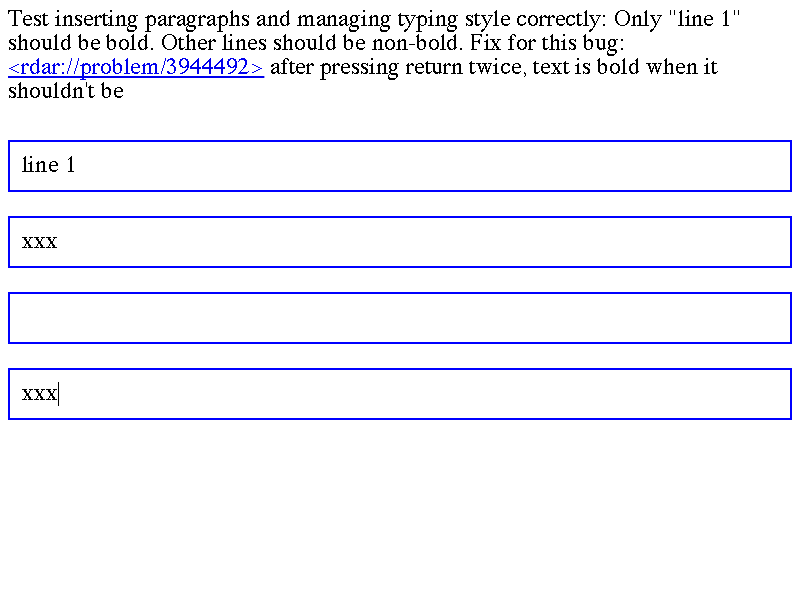 Test inserting paragraphs and managing typing style correctly: Only "line 1"
should be bold. Other lines should be non-bold. Fix for this bug:
<rdar://problem/3944492> after pressing return twice, text is bold when it
shouldn't be
line 1
xxx
xxx